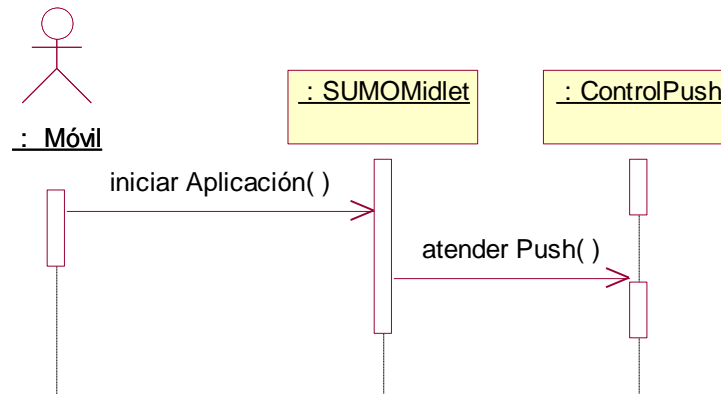 : SUMOMidlet
: ControlPush
: Móvil
iniciar Aplicación( )
atender Push( )